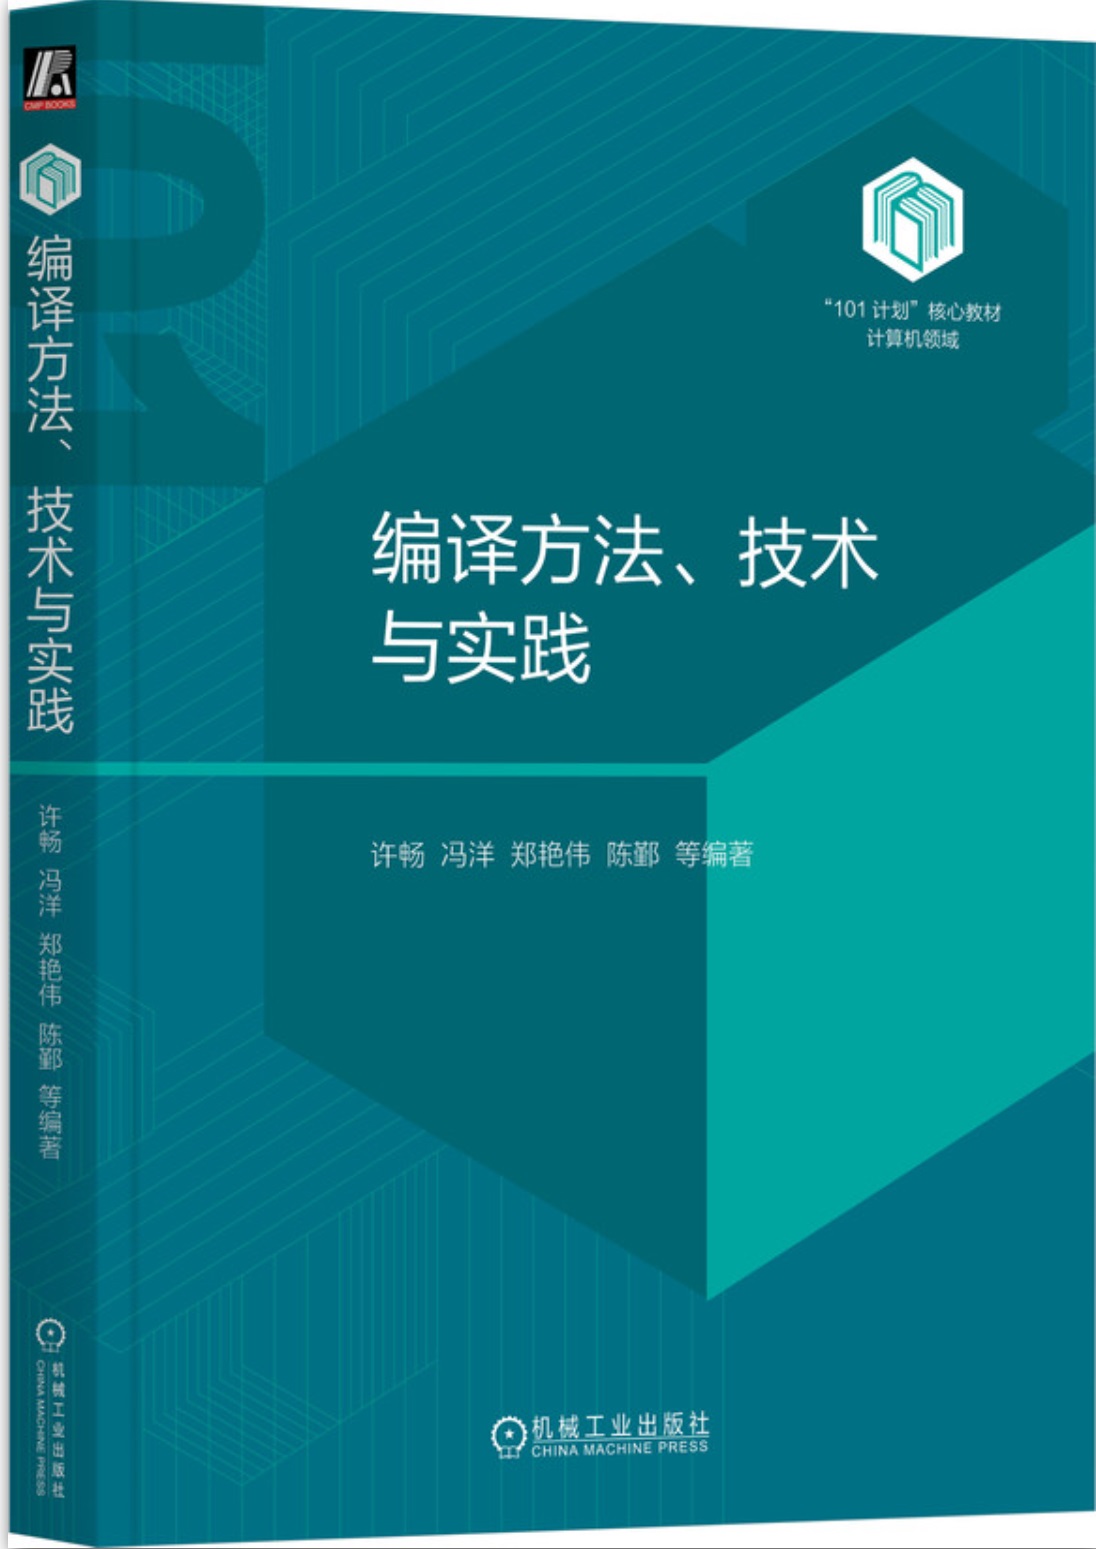 CMP BOOKS
编译方法、技术与实践
许畅 冯洋 郑艳伟 陈鄞 等编著
机械工业出版社
CHINA MACHINE PRESS
“101 计划”核心教材
计算机领域
编译方法、技术
与实践
许畅 冯洋 郑艳伟 陈鄞 等编著
机械工业出版社
CHINA MACHINE PRESS